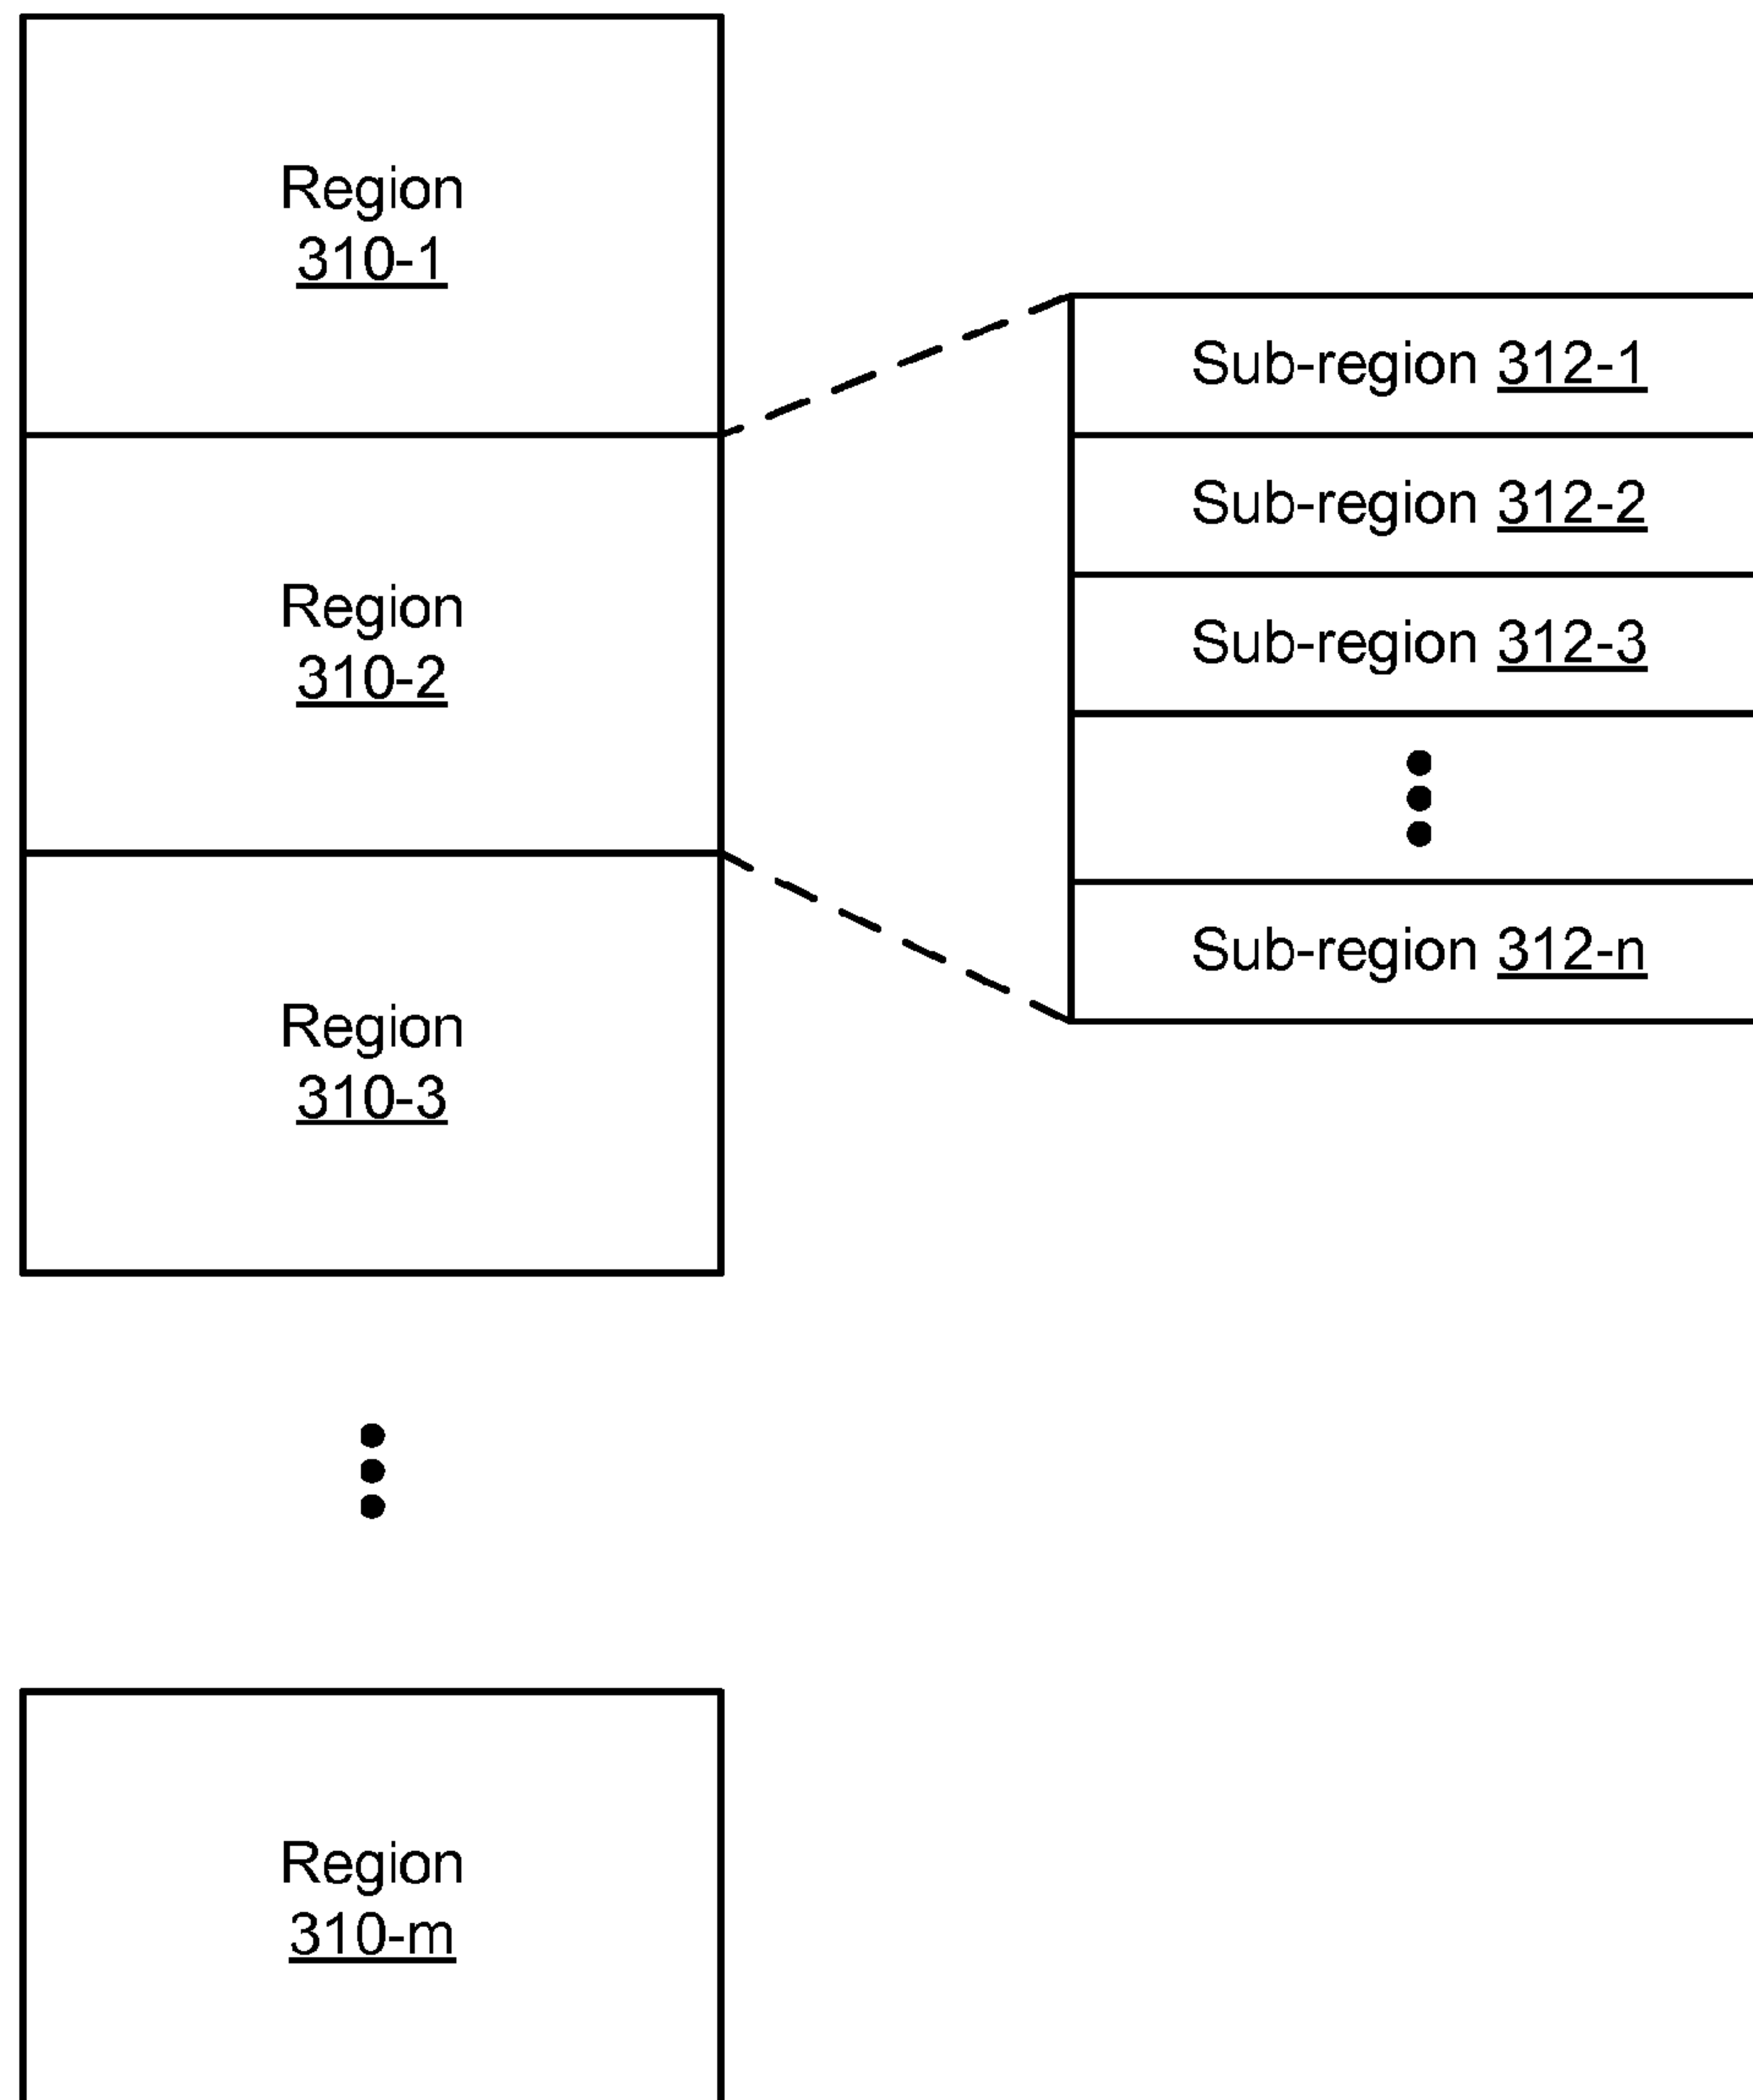 Region
310-1
Region
310-2
Region
310-3
Region
310-m
Sub-region 312-1
Sub-region 312-2
Sub-region 312-3
Sub-region 312-n